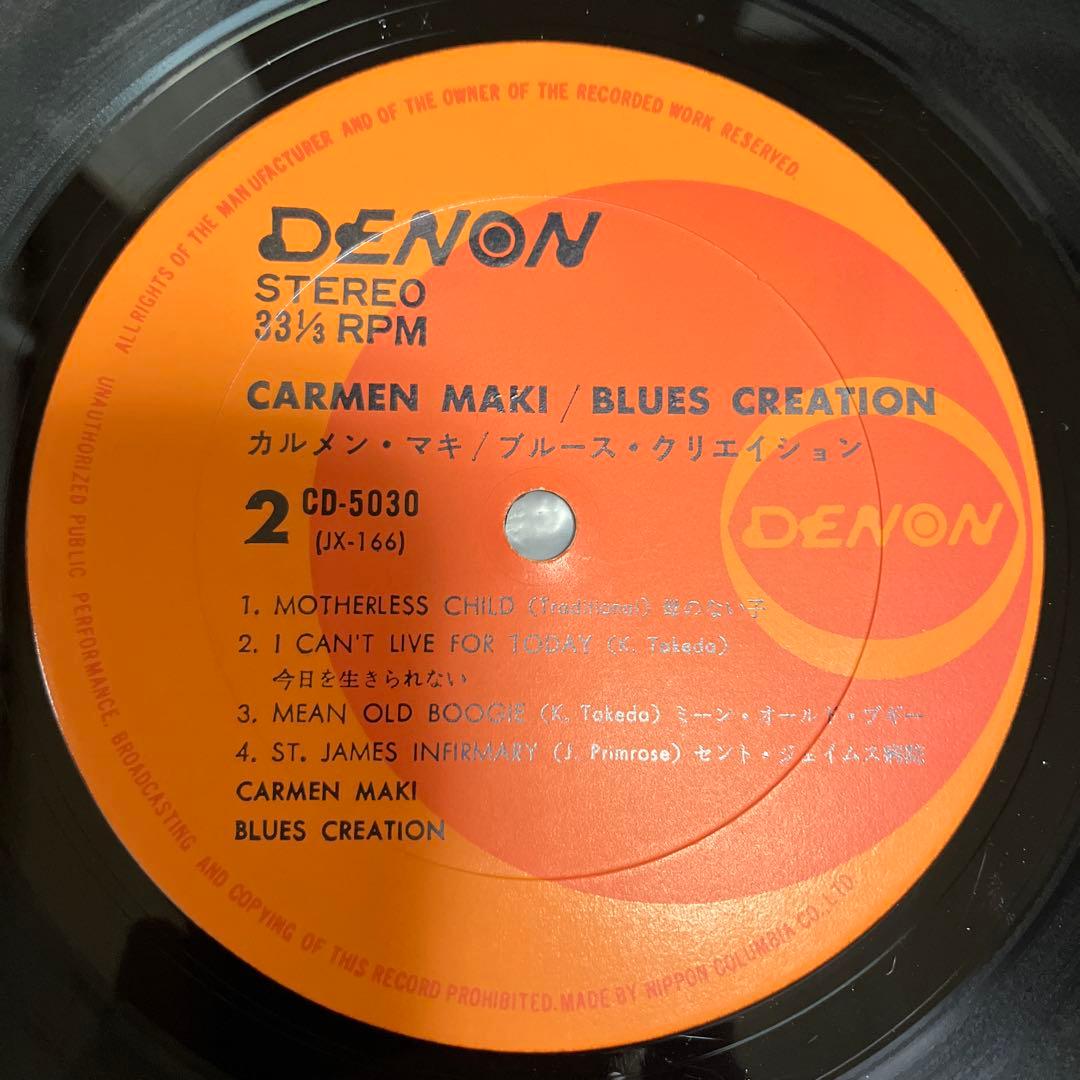 ALL RIGHTS OF THE MANUFACTURER AND OF THE OWNER OF THE RECORDED WORK RESERVED.
DENON
STEREO
33⅓ RPM
CARMEN MAKI / BLUES CREATION
カルメン・マキ/ブルース・クリエイション
2 CD-5030
(JX-166)
DENON
1. MOTHERLESS CHILD (Traditional) 母のない子
2. I CAN'T LIVE FOR TODAY (K. Takeda)
今日を生きられない
3. MEAN OLD BOOGIE (K. Takeda) ミーン・オールド・ブギー
4. ST. JAMES INFIRMARY (J. Primrose) セント・ジェイムス病院
CARMEN MAKI
BLUES CREATION
UNAUTHORIZED PUBLIC PERFORMANCE, BROADCASTING AND COPYING OF THIS RECORD PROHIBITED. MADE BY NIPPON COLUMBIA CO., LTD.